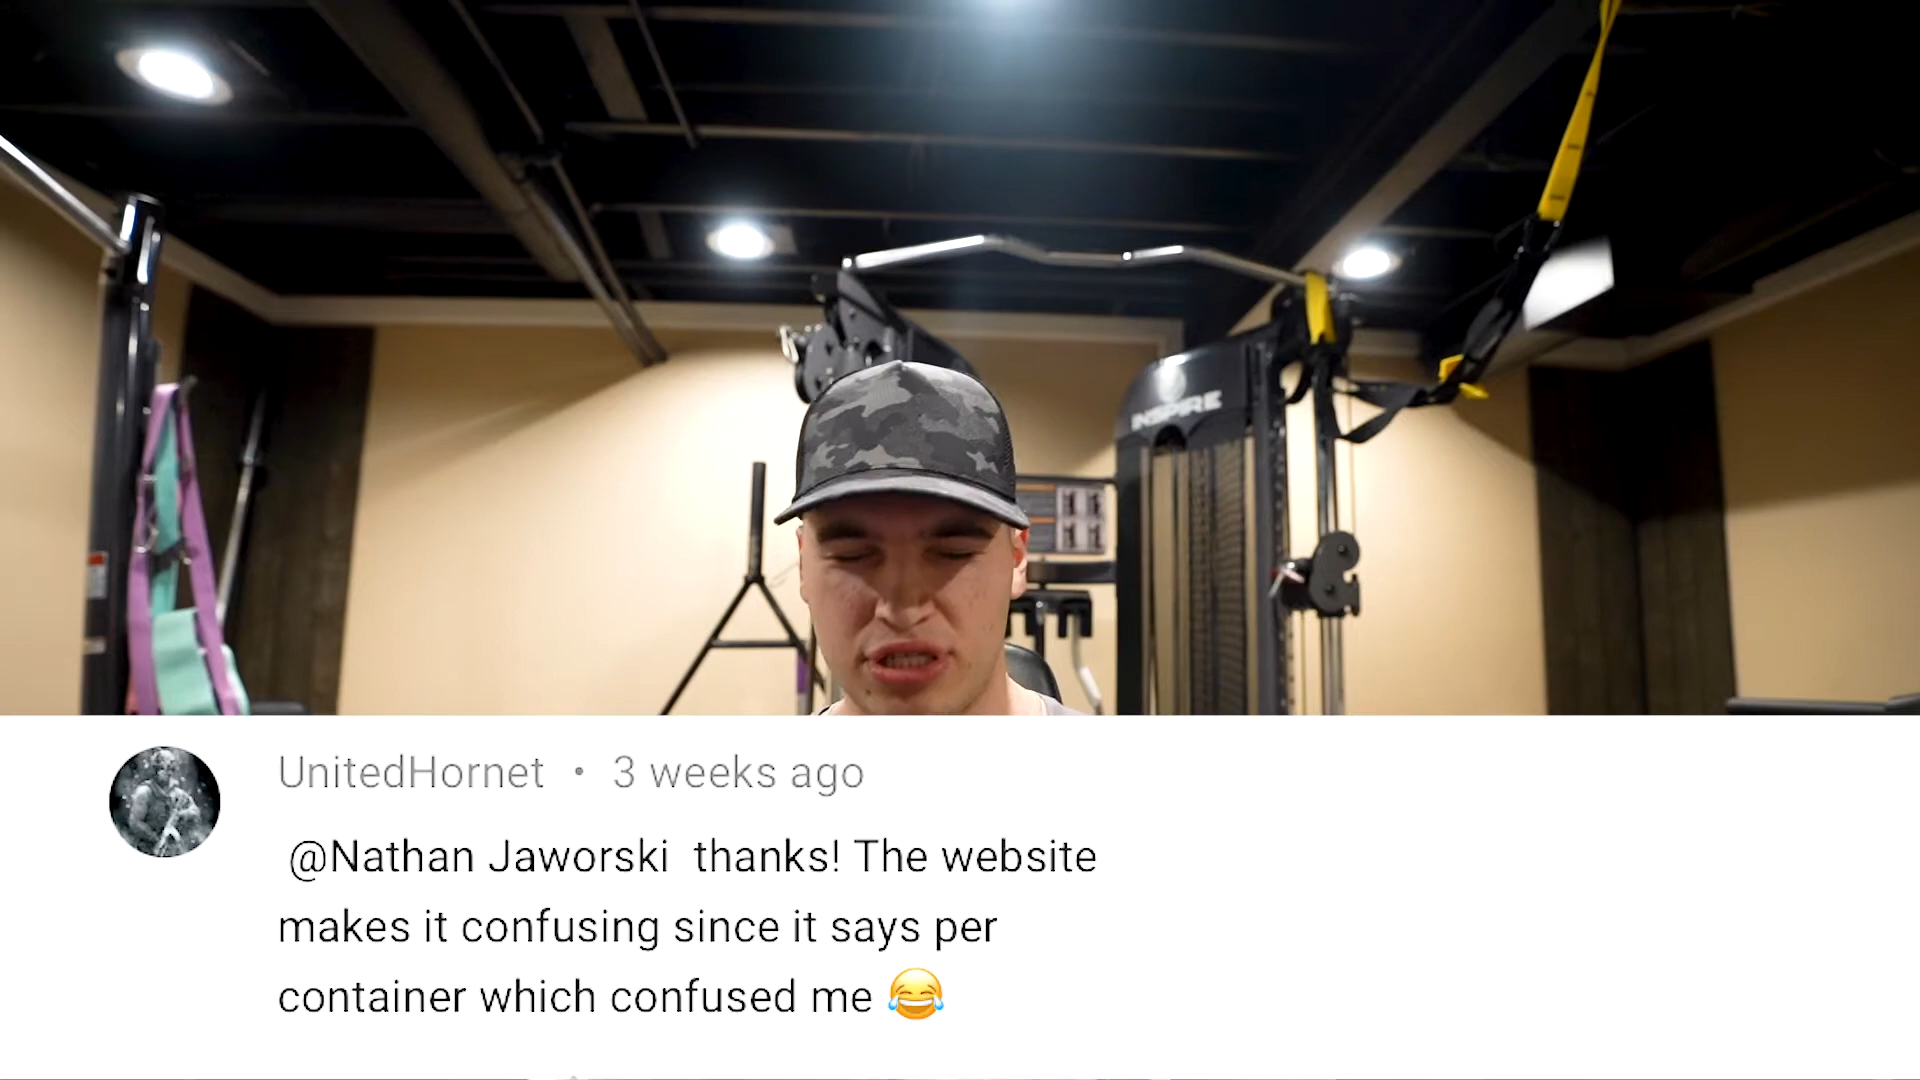 INSPIRE
UnitedHornet • 3 weeks ago
@Nathan Jaworski thanks! The website
makes it confusing since it says per
container which confused me 😂